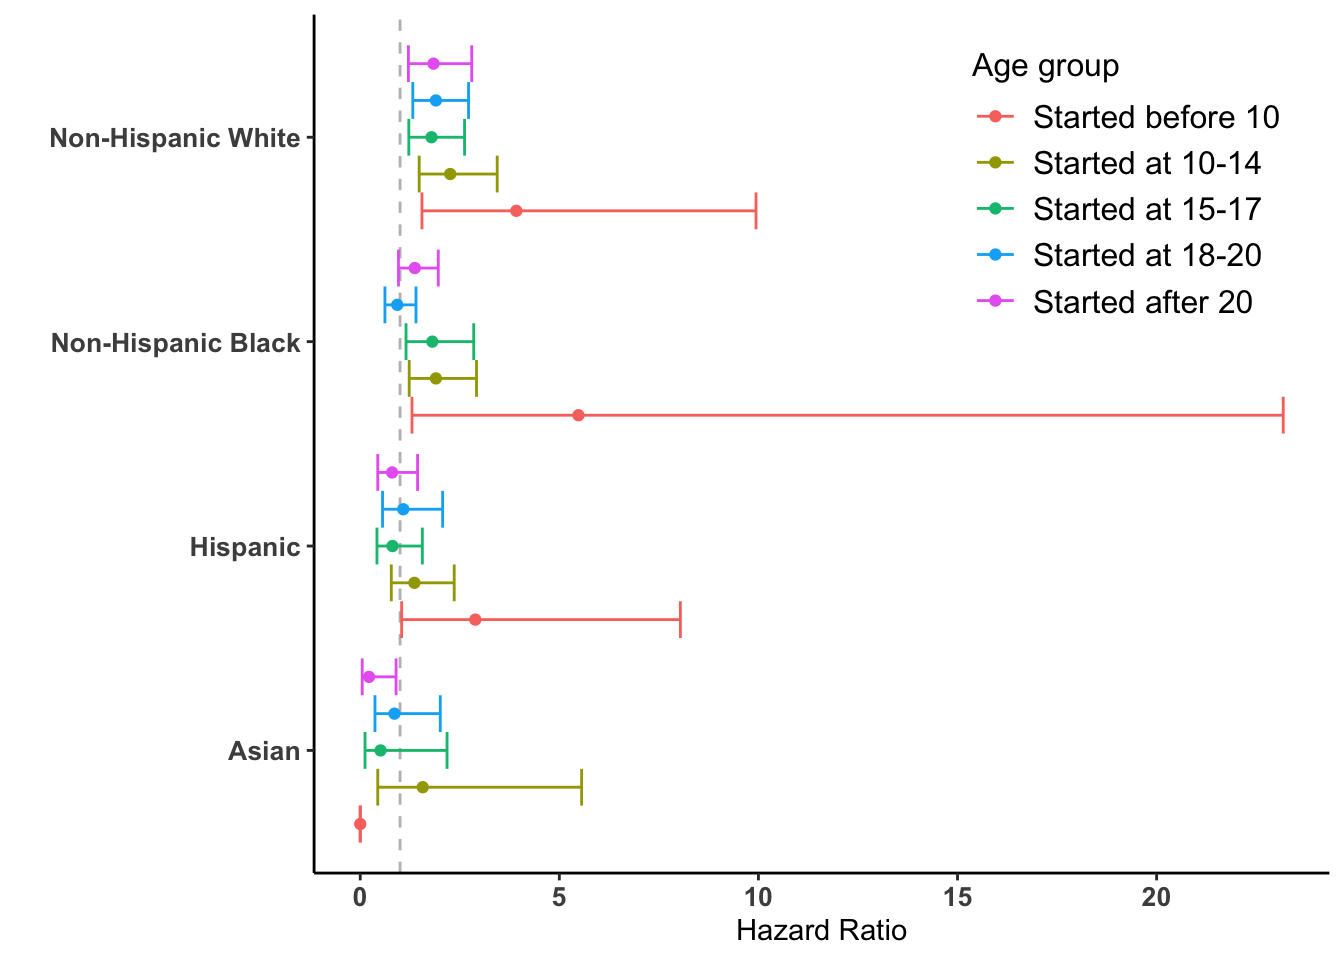 Age group
Started before 10
Started at 10-14
Started at 15-17
Started at 18-20
Started after 20
Non-Hispanic White
Non-Hispanic Black
Hispanic
Asian
0 5 10 15 20
Hazard Ratio